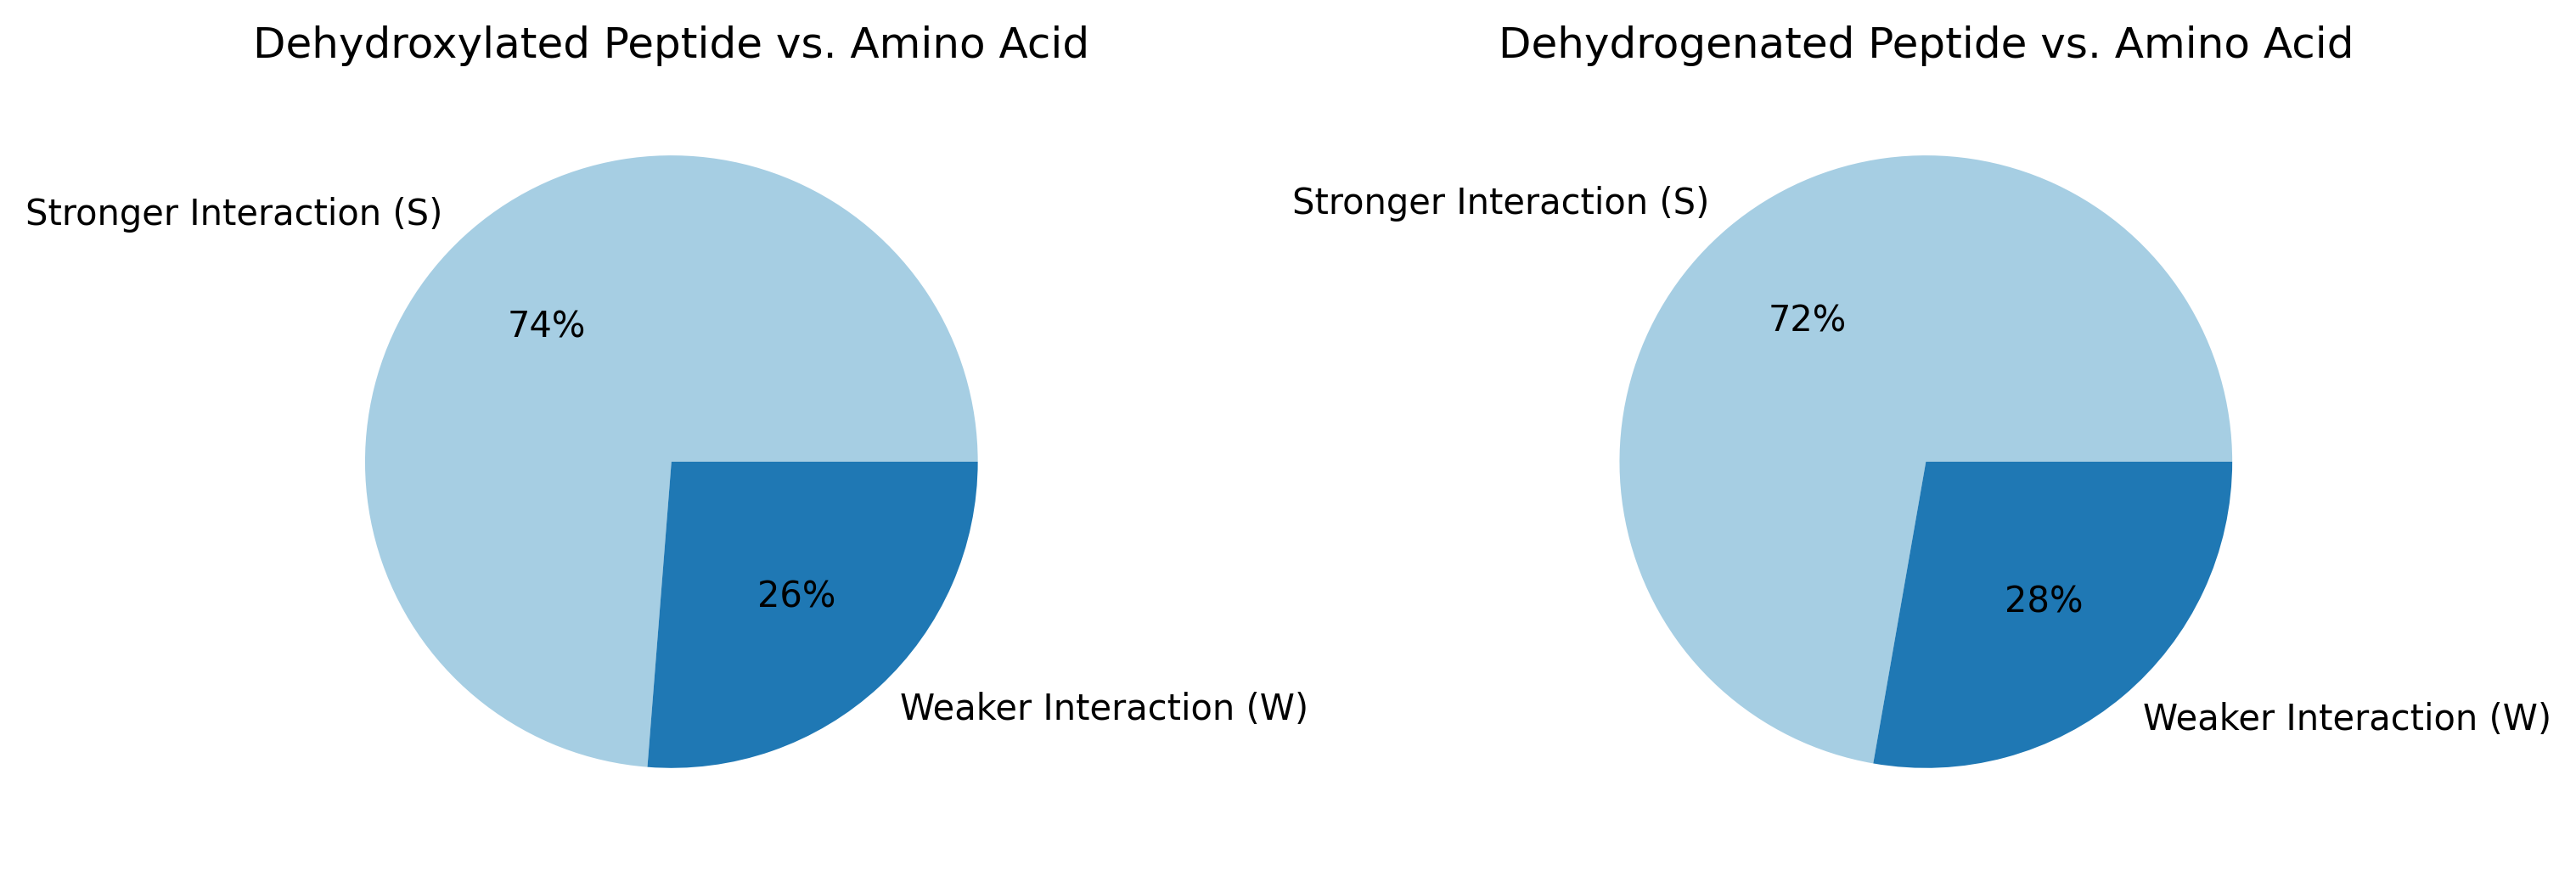 Dehydroxylated Peptide vs. Amino Acid
Stronger Interaction (S)
74%
26%
Weaker Interaction (W)
Dehydrogenated Peptide vs. Amino Acid
Stronger Interaction (S)
72%
28%
Weaker Interaction (W)